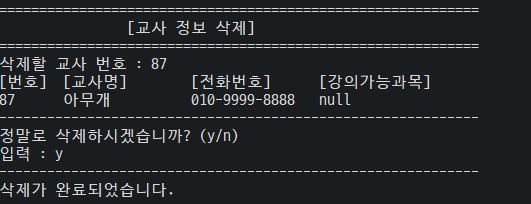 ============================================================
[교사 정보 삭제]
============================================================
삭제할 교사 번호 : 87
[번호] [교사명] [전화번호] [강의가능과목]
87 아무개 010-9999-8888 null
------------------------------------------------------------
정말로 삭제하시겠습니까? (y/n)
입력 : y
------------------------------------------------------------
삭제가 완료되었습니다.